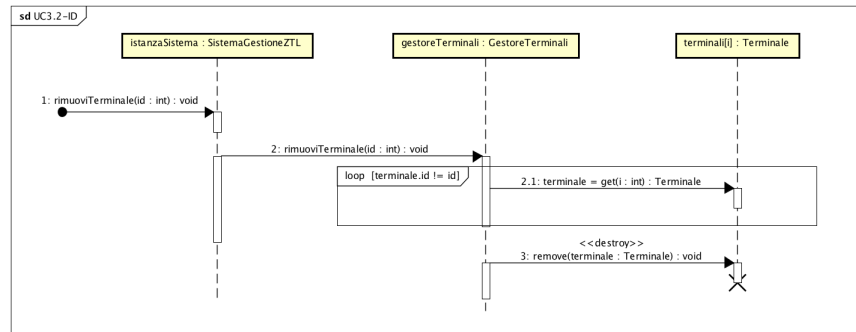 sd UC3.2-ID
istanzaSistema : SistemaGestioneZTL
gestoreTerminali : GestoreTerminali
terminali[i] : Terminale
1: rimuoviTerminale(id : int) : void
2: rimuoviTerminale(id : int) : void
loop [terminale.id != id]
2.1: terminale = get(i : int) : Terminale
<<destroy>>
3: remove(terminale : Terminale) : void